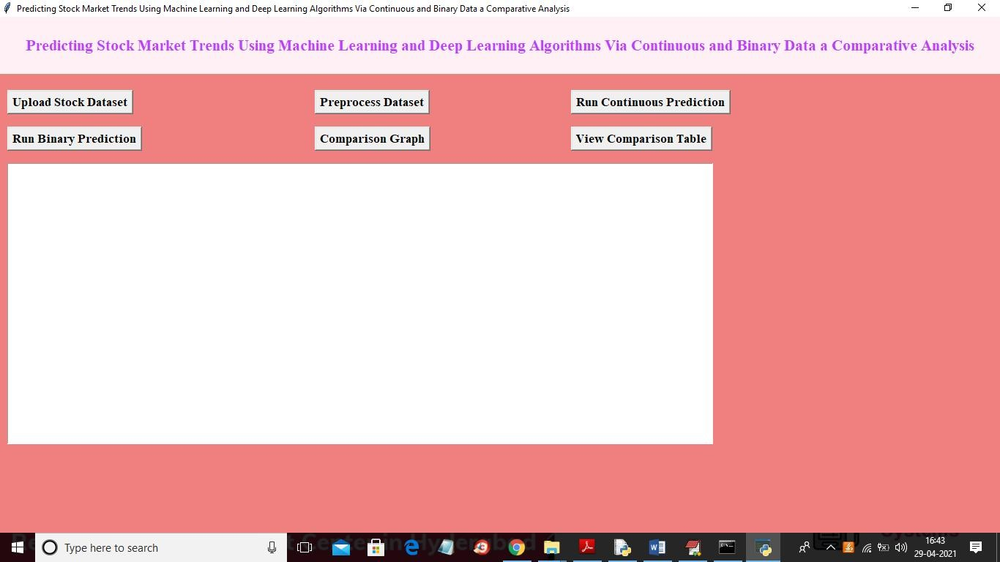 Predicting Stock Market Trends Using Machine Learning and Deep Learning Algorithms Via Continuous and Binary Data a Comparative Analysis
Predicting Stock Market Trends Using Machine Learning and Deep Learning Algorithms Via Continuous and Binary Data a Comparative Analysis
Upload Stock Dataset
Preprocess Dataset
Run Continuous Prediction
Run Binary Prediction
Comparison Graph
View Comparison Table
Type here to search
16:43
29-04-2021